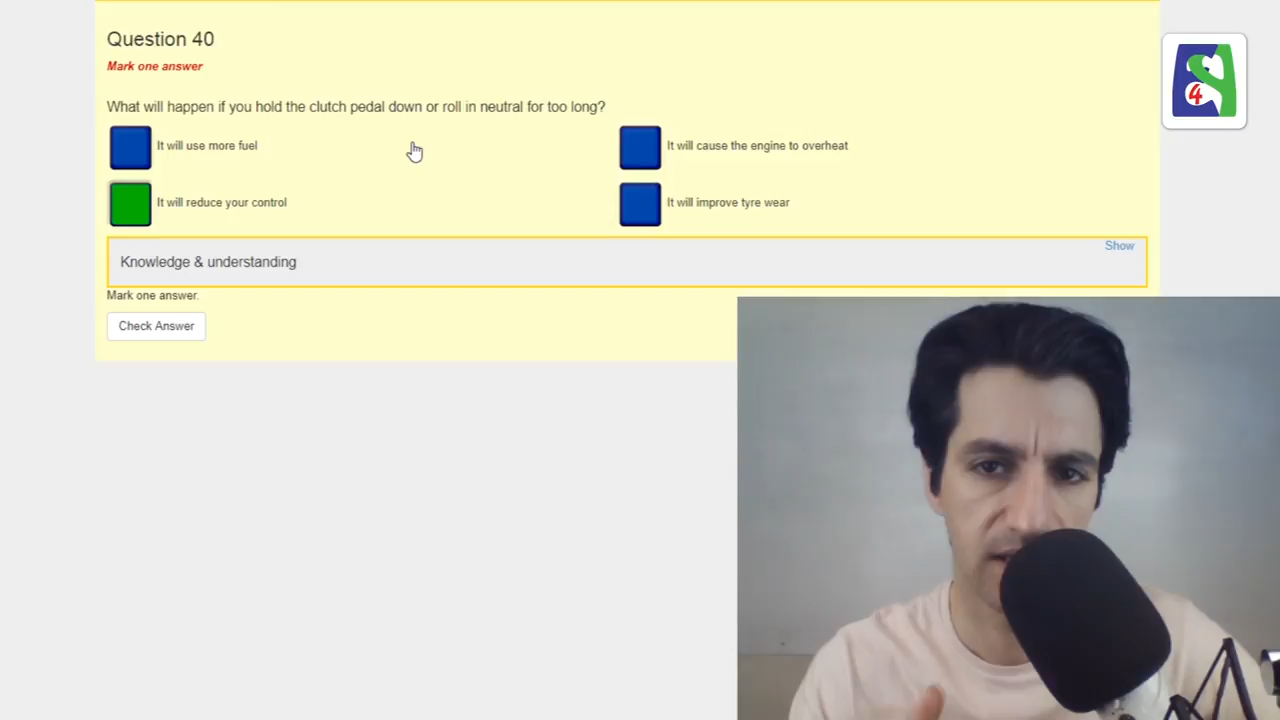 Question 40
Mark one answer
What will happen if you hold the clutch pedal down or roll in neutral for too long?
It will use more fuel
It will cause the engine to overheat
It will reduce your control
It will improve tyre wear
Show
Knowledge & understanding
Mark one answer.
Check Answer
4